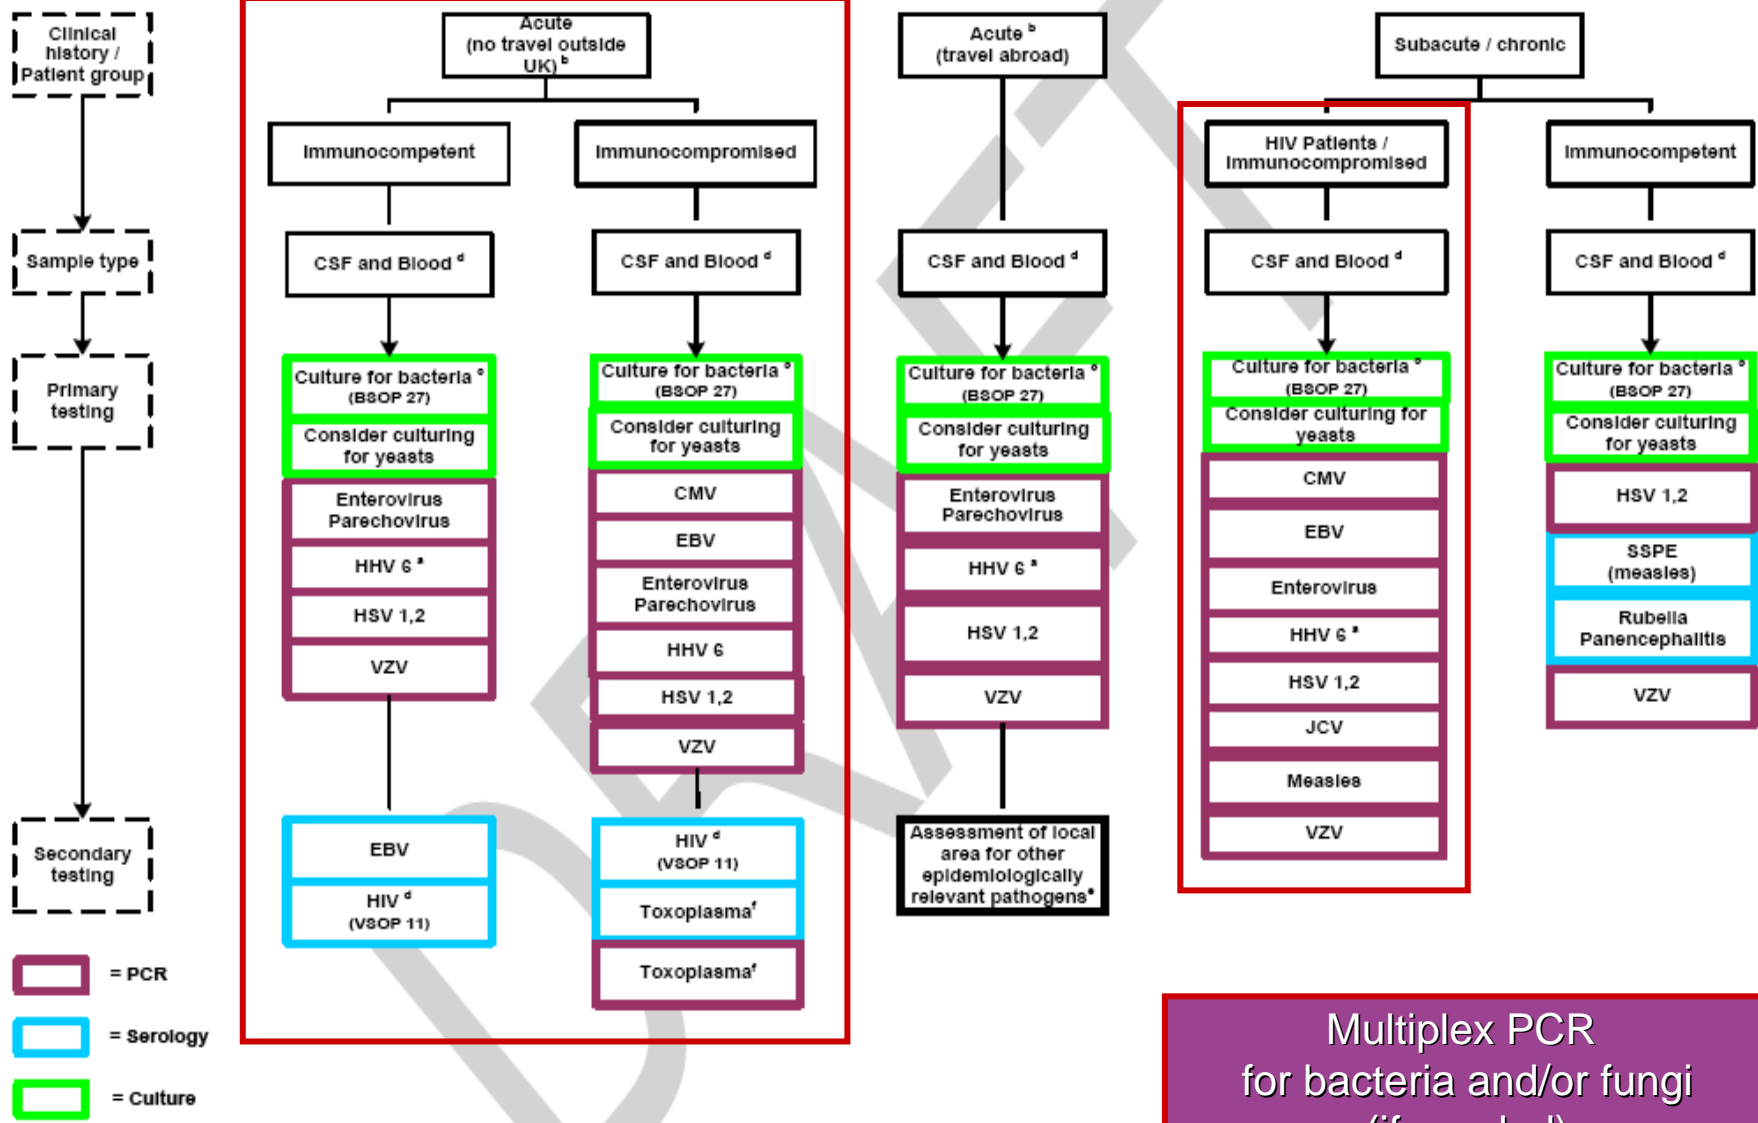 Clinical
history /
Patient group
Sample type
Primary
testing
Secondary
testing
= PCR
= Serology
= Culture
Acute
(no travel outside
UK) b
Immunocompetent
CSF and Blood d
Culture for bacteria c
(BSOP 27)
Consider culturing
for yeasts
Enterovirus
Parechovirus
HHV 6 a
HSV 1,2
VZV
EBV
HIV d
(VSOP 11)
Immunocompromised
CSF and Blood d
Culture for bacteria c
(BSOP 27)
Consider culturing
for yeasts
CMV
EBV
Enterovirus
Parechovirus
HHV 6
HSV 1,2
VZV
HIV d
(VSOP 11)
Toxoplasma f
Toxoplasma f
Acute b
(travel abroad)
CSF and Blood d
Culture for bacteria c
(BSOP 27)
Consider culturing
for yeasts
Enterovirus
Parechovirus
HHV 6 a
HSV 1,2
VZV
Assessment of local
area for other
epidemiologically
relevant pathogens e
Subacute / chronic
HIV Patients /
Immunocompromised
CSF and Blood d
Culture for bacteria c
(BSOP 27)
Consider culturing for
yeasts
CMV
EBV
Enterovirus
HHV 6 a
HSV 1,2
JCV
Measles
VZV
Immunocompetent
CSF and Blood d
Culture for bacteria c
(BSOP 27)
Consider culturing
for yeasts
HSV 1,2
SSPE
(measles)
Rubella
Panencephalitis
VZV
DRAFT
Multiplex PCR
for bacteria and/or fungi